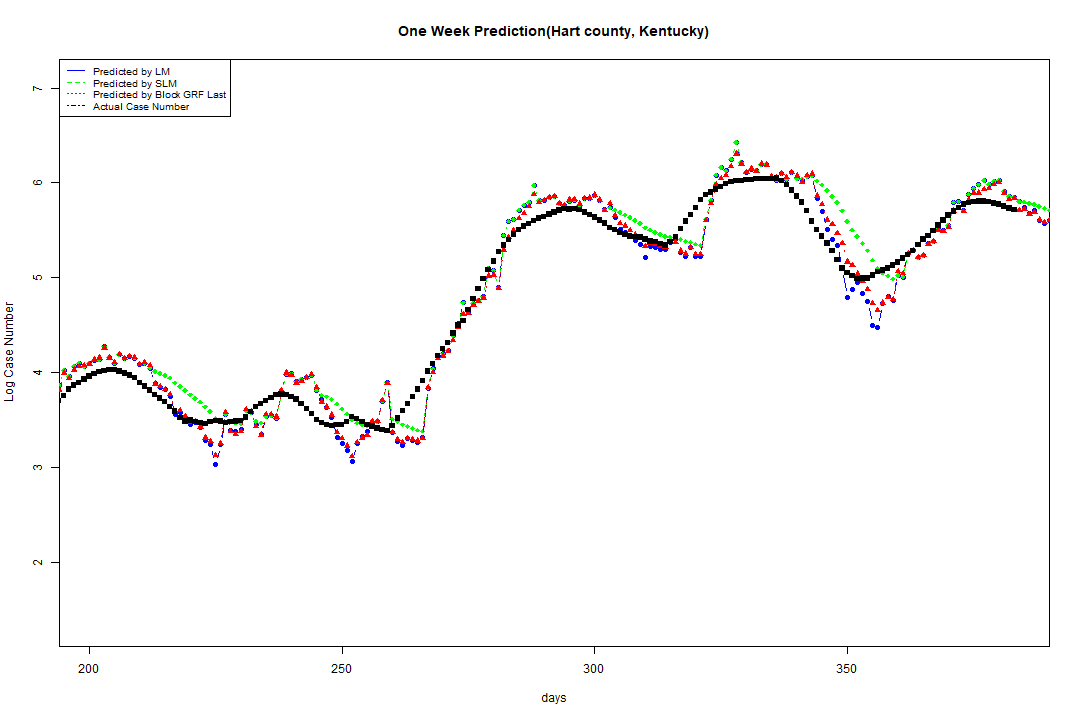 One Week Prediction(Hart county, Kentucky)
Predicted by LM
Predicted by SLM
Predicted by Block GRF Last
Actual Case Number
7
6
5
4
3
2
Log Case Number
200 250 300 350
days